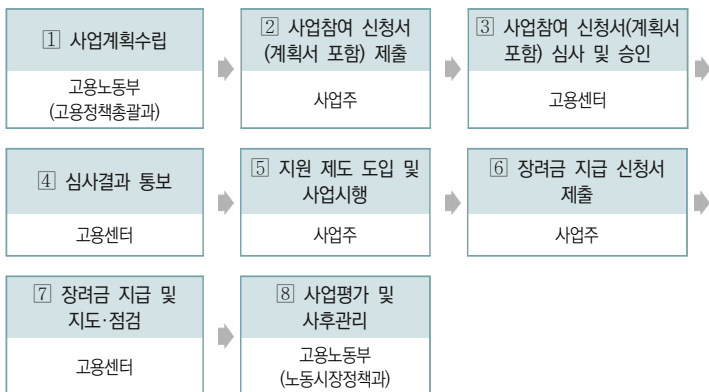 1 사업계획수립
고용노동부
(고용정책총괄과)
2 사업참여 신청서
(계획서 포함) 제출
사업주
3 사업참여 신청서(계획서
포함) 심사 및 승인
고용센터
4 심사결과 통보
고용센터
5 지원 제도 도입 및
사업시행
사업주
6 장려금 지급 신청서
제출
사업주
7 장려금 지급 및
지도·점검
고용센터
8 사업평가 및
사후관리
고용노동부
(노동시장정책과)